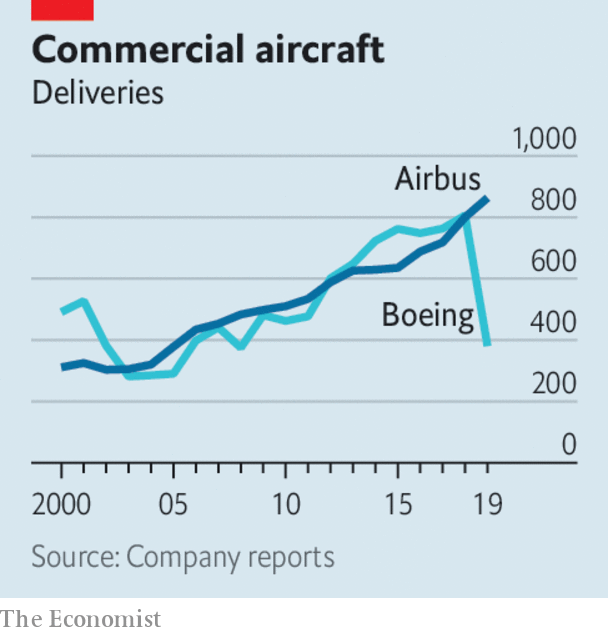 Commercial aircraft
Deliveries
1,000
Airbus
800
600
Boeing
400
200
0
2000 05 10 15 19
Source: Company reports
The Economist